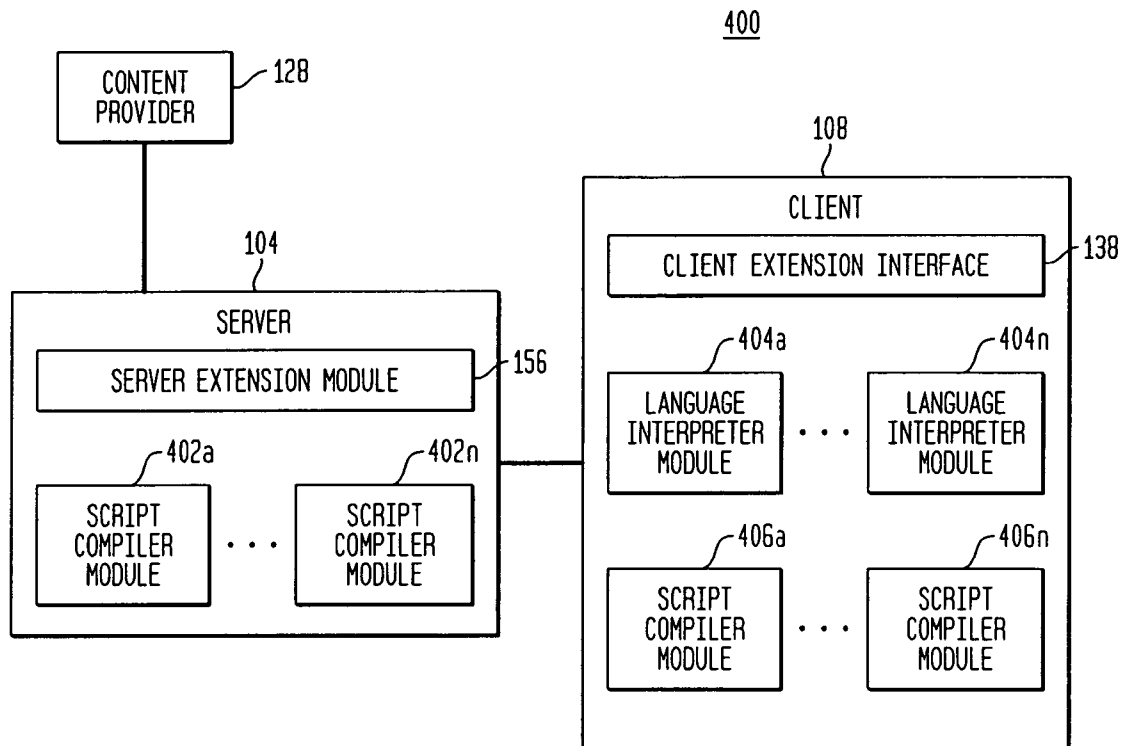 400
CONTENT
PROVIDER
128
108
CLIENT
CLIENT EXTENSION INTERFACE
138
104
SERVER
SERVER EXTENSION MODULE
156
404a
LANGUAGE
INTERPRETER
MODULE
. . .
404n
LANGUAGE
INTERPRETER
MODULE
402a
SCRIPT
COMPILER
MODULE
. . .
402n
SCRIPT
COMPILER
MODULE
406a
SCRIPT
COMPILER
MODULE
. . .
406n
SCRIPT
COMPILER
MODULE